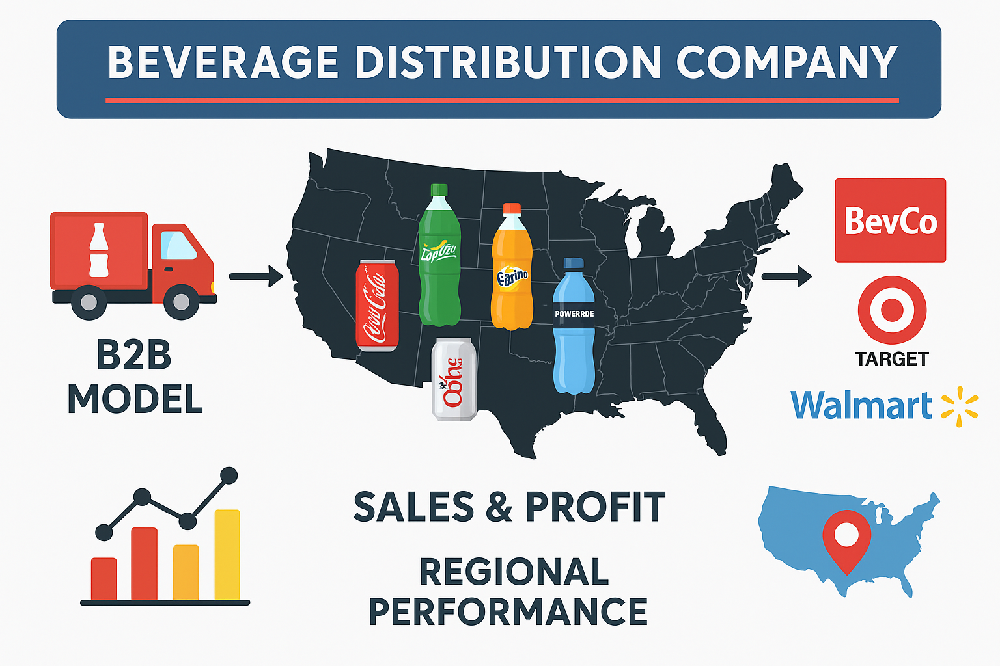 BEVERAGE DISTRIBUTION COMPANY
BevCo
POWERRDE
TARGET
B2B
MODEL
Walmart
SALES & PROFIT
REGIONAL
PERFORMANCE